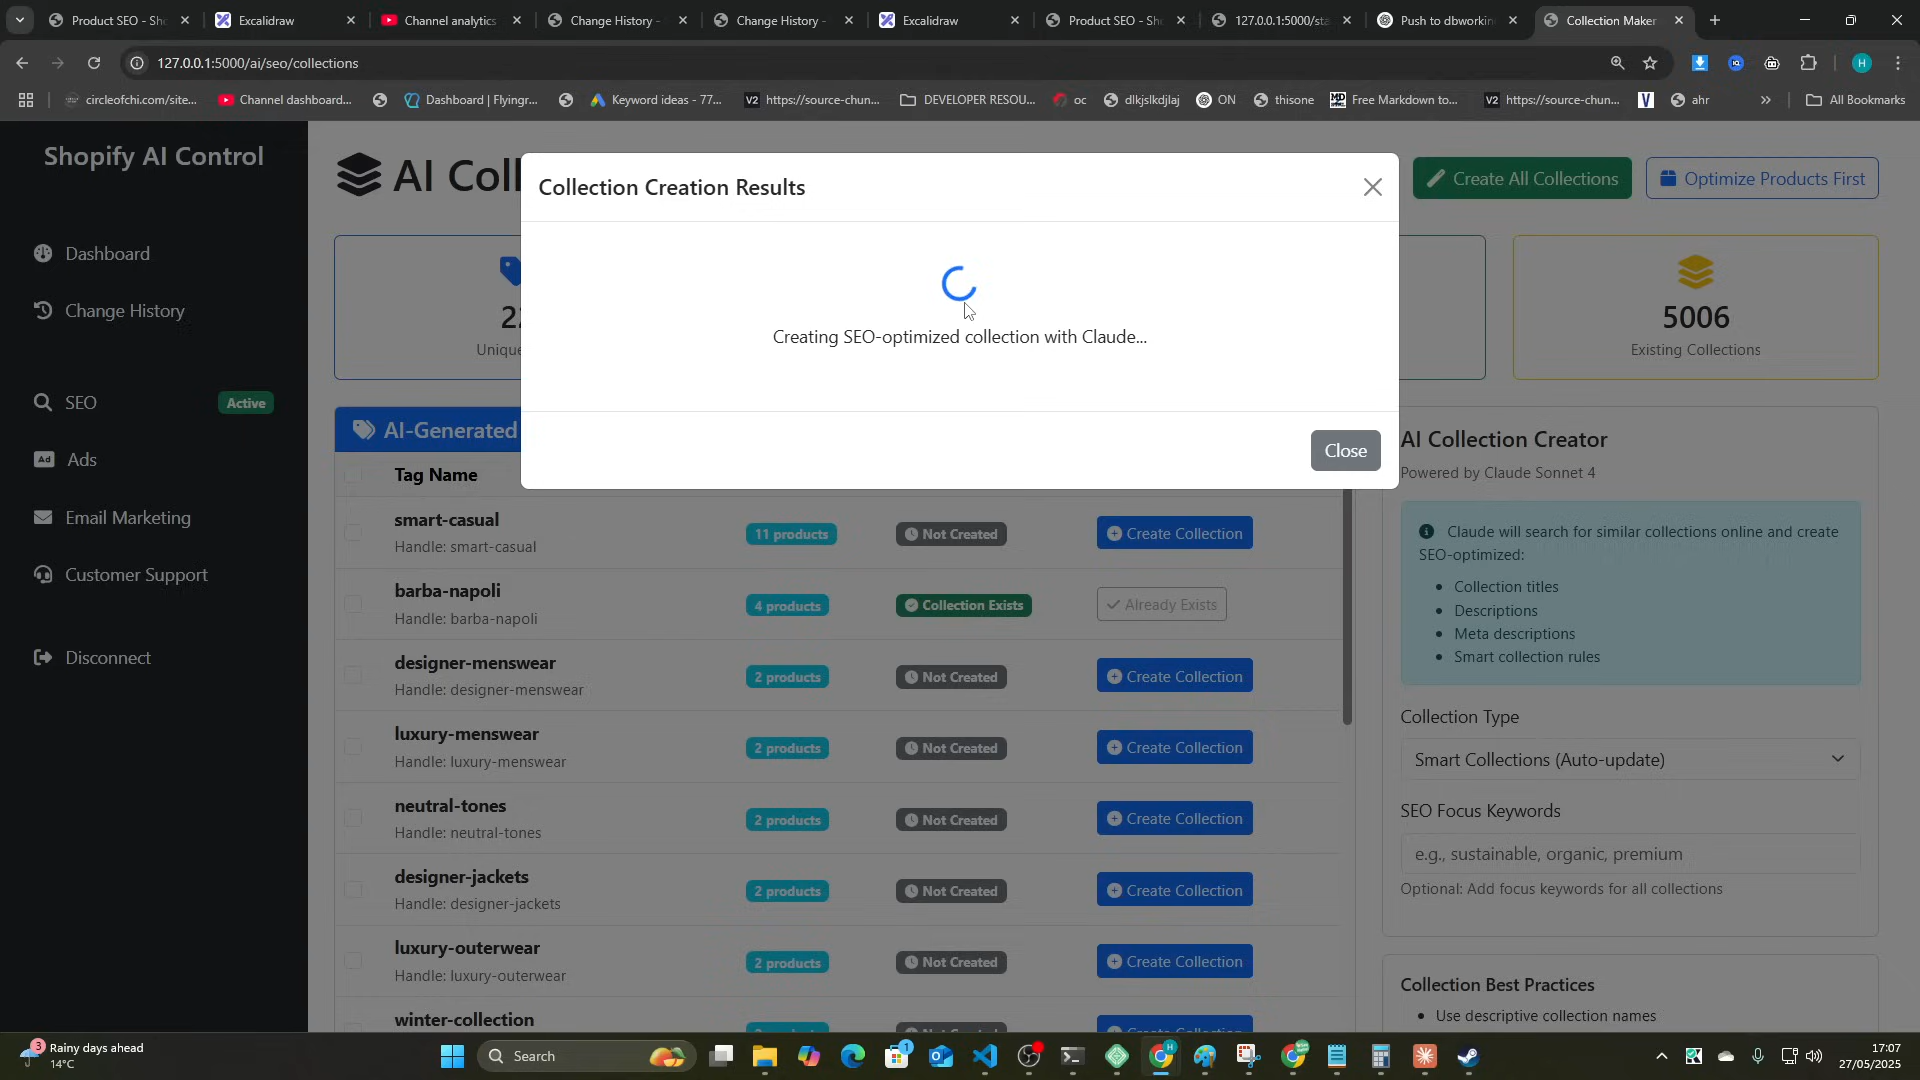 Product SEO - Sho
Excalidraw
Channel analytics
Change History -
Change History -
Excalidraw
Product SEO - Sho
127.0.0.1:5000/sta
Push to dbworkin
Collection Maker
127.0.0.1:5000/ai/seo/collections
H
circleofchi.com/site...
Channel dashboard...
Dashboard | Flyingr...
Keyword ideas - 77...
V2 https://source-chun...
DEVELOPER RESOU...
oc
dlkjslkdjlaj
ON
thisone
Free Markdown to...
V2 https://source-chun...
ahr
All Bookmarks
Shopify AI Control
Dashboard
Change History
SEO
Active
Ads
Email Marketing
Customer Support
Disconnect
AI Coll
Create All Collections
Optimize Products First
Collection Creation Results
Creating SEO-optimized collection with Claude...
Close
Unique
5006
Existing Collections
AI-Generated
Tag Name
smart-casual
Handle: smart-casual
11 products
Not Created
Create Collection
barba-napoli
Handle: barba-napoli
4 products
Collection Exists
Already Exists
designer-menswear
Handle: designer-menswear
2 products
Not Created
Create Collection
luxury-menswear
Handle: luxury-menswear
2 products
Not Created
Create Collection
neutral-tones
Handle: neutral-tones
2 products
Not Created
Create Collection
designer-jackets
Handle: designer-jackets
2 products
Not Created
Create Collection
luxury-outerwear
Handle: luxury-outerwear
2 products
Not Created
Create Collection
winter-collection
AI Collection Creator
Powered by Claude Sonnet 4
Claude will search for similar collections online and create
SEO-optimized:
Collection titles
Descriptions
Meta descriptions
Smart collection rules
Collection Type
Smart Collections (Auto-update)
SEO Focus Keywords
e.g., sustainable, organic, premium
Optional: Add focus keywords for all collections
Collection Best Practices
Use descriptive collection names
3
Rainy days ahead
14°C
Search
1
17:07
27/05/2025